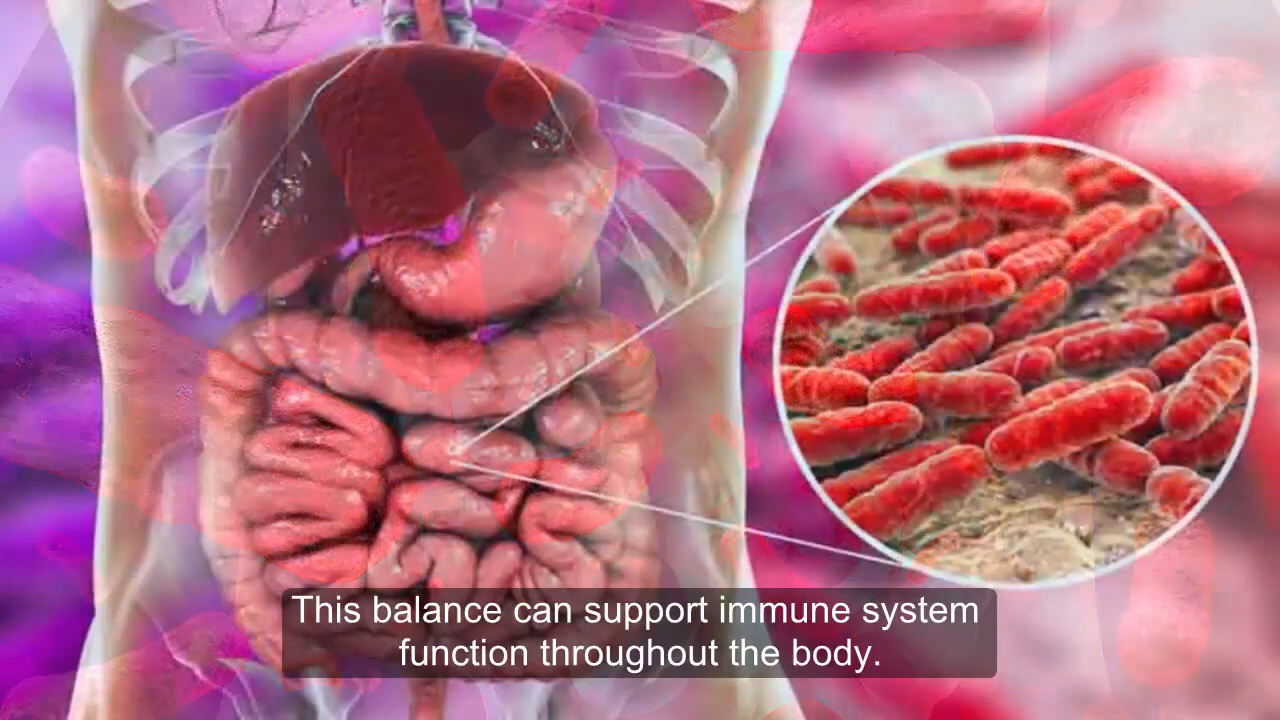 This balance can support immune system
function throughout the body.